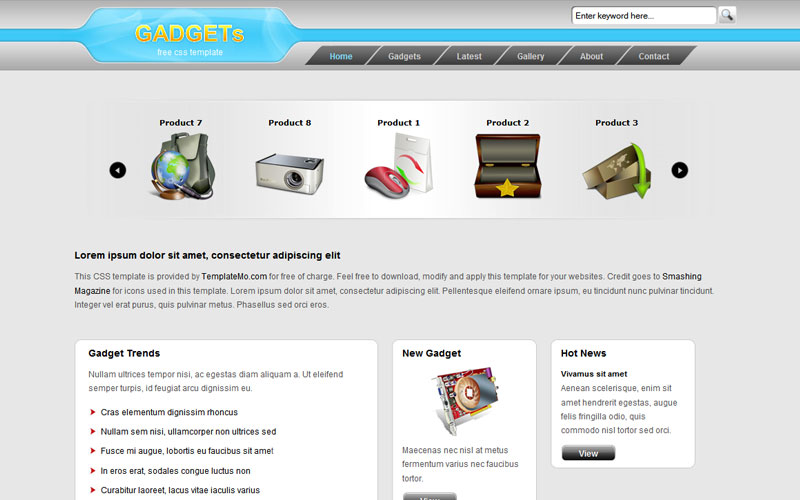 Enter keyword here...
GADGETs
free css template
Home Gadgets Latest Gallery About Contact
Product 7 Product 8 Product 1 Product 2 Product 3
Lorem ipsum dolor sit amet, consectetur adipiscing elit
This CSS template is provided by TemplateMo.com for free of charge. Feel free to download, modify and apply this template for your websites. Credit goes to Smashing
Magazine for icons used in this template. Lorem ipsum dolor sit amet, consectetur adipiscing elit. Pellentesque eleifend ornare ipsum, eu tincidunt nunc pulvinar tincidunt.
Integer vel erat purus, quis pulvinar metus. Phasellus sed orci eros.
Gadget Trends
Nullam ultrices tempor nisi, ac egestas diam aliquam a. Ut eleifend
semper turpis, id feugiat arcu dignissim eu.
Cras elementum dignissim rhoncus
Nullam sem nisi, ullamcorper non ultrices sed
Fusce mi augue, lobortis eu faucibus sit amet
In eros erat, sodales congue luctus non
Curabitur laoreet, lacus vitae iaculis varius
New Gadget
Maecenas nec nisl at metus
fermentum varius nec faucibus
tortor.
View
Hot News
Vivamus sit amet
Aenean scelerisque, enim sit
amet hendrerit egestas, augue
felis fringilla odio, quis
commodo nisl tortor sed orci.
View